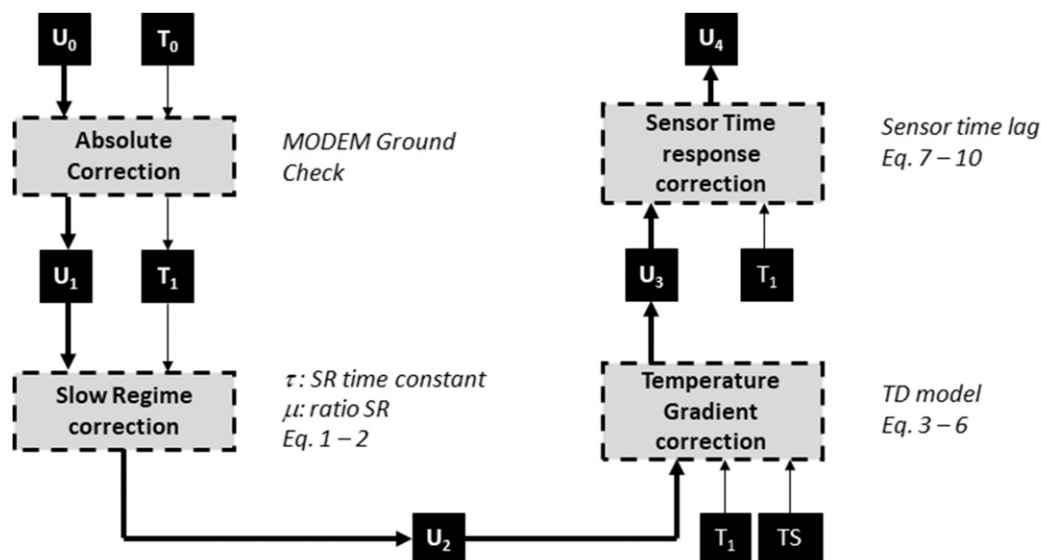 U₀
T₀
Absolute
Correction
MODEM Ground
Check
U₁
T₁
Slow Regime
correction
τ: SR time constant
μ: ratio SR
Eq. 1 – 2
U₂
T₁
TS
Temperature
Gradient
correction
TD model
Eq. 3 – 6
U₃
T₁
Sensor Time
response
correction
Sensor time lag
Eq. 7 – 10
U₄